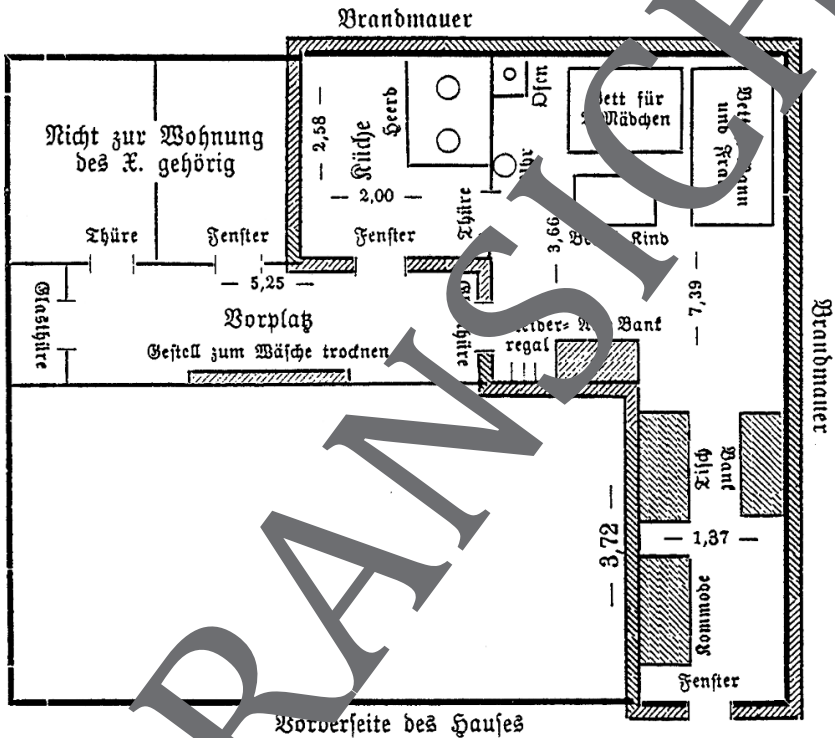 Brandmauer
Nicht zur Wohnung
des X. gehörig
2,58
Küche
Heerd
Ofen
Bett für
Mädchen
Bett
und
2,00
Thüre
Thüre
Fenster
Fenster
3,66
Kind
5,25
7,39
Glasthüre
Vorplatz
Gestell zum Wäsche trocknen
Bank
regal
Brandmauer
Tisch
Bank
3,72
1,37
Kommode
Fenster
Vorderseite des Hauses
RANSICH